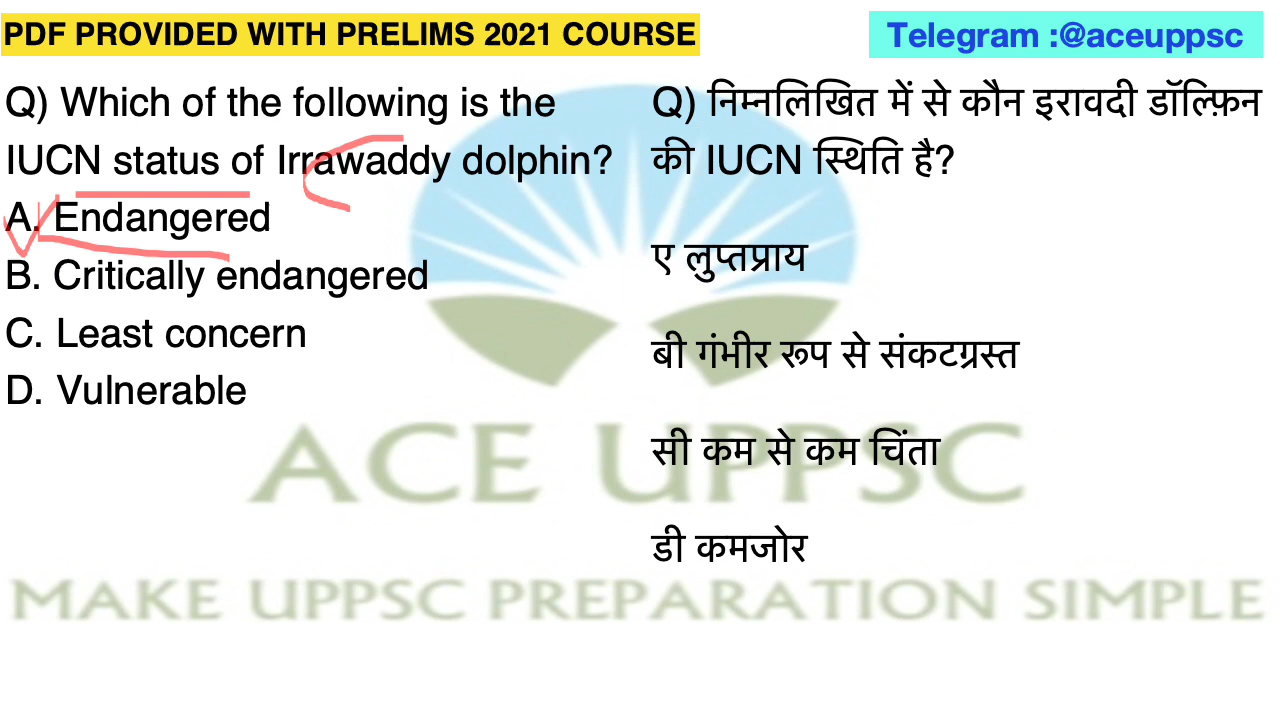 PDF PROVIDED WITH PRELIMS 2021 COURSE
Telegram :@aceuppsc
Q) Which of the following is the
IUCN status of Irrawaddy dolphin?
A. Endangered
B. Critically endangered
C. Least concern
D. Vulnerable
Q) निम्नलिखित में से कौन इरावदी डॉल्फ़िन
की IUCN स्थिति है?
ए लुप्तप्राय
बी गंभीर रूप से संकटग्रस्त
सी कम से कम चिंता
डी कमजोर
ACE UPPSC
MAKE UPPSC PREPARATION SIMPLE